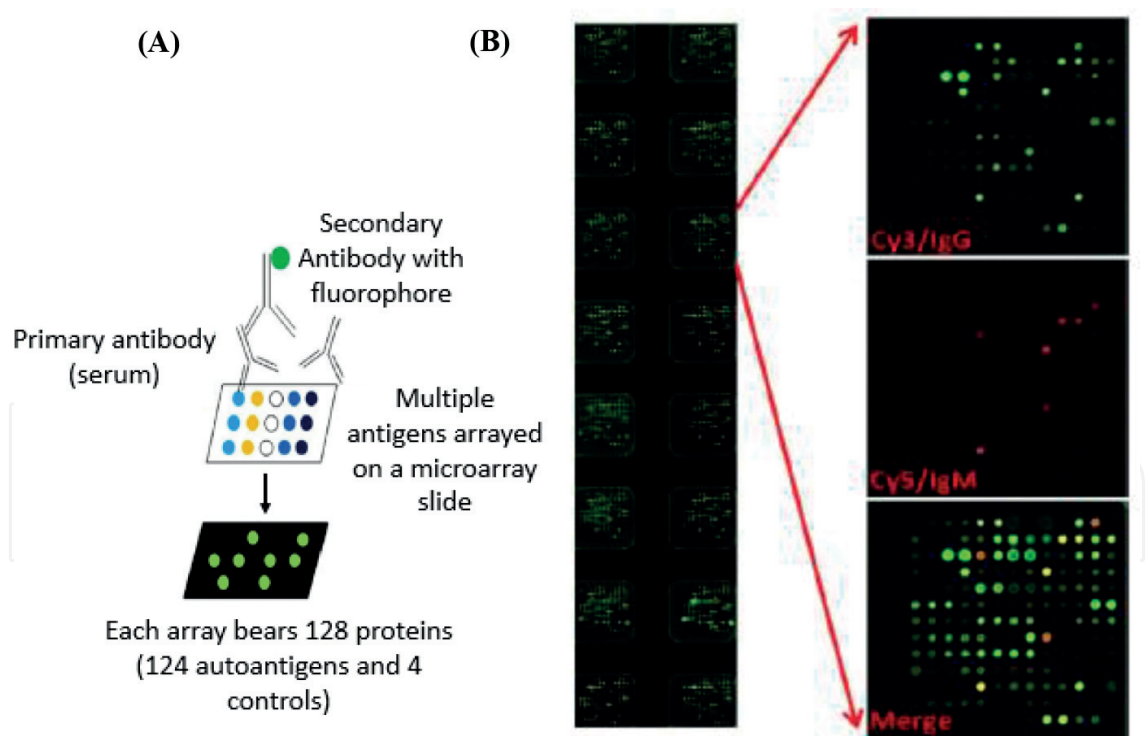 (A)
(B)
Secondary
Antibody with
fluorophore
Primary antibody
(serum)
Multiple
antigens arrayed
on a microarray
slide
Each array bears 128 proteins
(124 autoantigens and 4
controls)
Cy3/IgG
Cy5/IgM
Merge